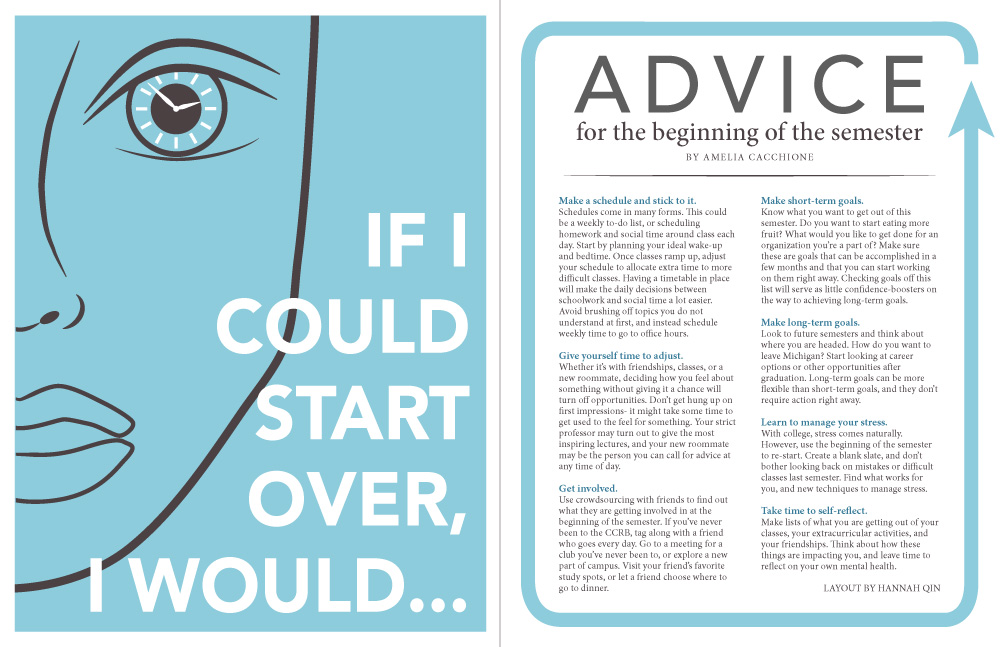 IF I
COULD
START
OVER,
I WOULD...
ADVICE
for the beginning of the semester
BY AMELIA CACCHIONE
Make a schedule and stick to it.
Schedules come in many forms. This could
be a weekly to-do list, or scheduling
homework and social time around class each
day. Start by planning your ideal wake-up
and bedtime. Once classes ramp up, adjust
your schedule to allocate extra time to more
difficult classes. Having a timetable in place
will make the daily decisions between
schoolwork and social time a lot easier.
Avoid brushing off topics you do not
understand at first, and instead schedule
weekly time to go to office hours.
Give yourself time to adjust.
Whether it's with friendships, classes, or a
new roommate, deciding how you feel about
something without giving it a chance will
turn off opportunities. Don't get hung up on
first impressions- it might take some time to
get used to the feel for something. Your strict
professor may turn out to give the most
inspiring lectures, and your new roommate
may be the person you can call for advice at
any time of day.
Get involved.
Use crowdsourcing with friends to find out
what they are getting involved in at the
beginning of the semester. If you've never
been to the CCRB, tag along with a friend
who goes every day. Go to a meeting for a
club you've never been to, or explore a new
part of campus. Visit your friend's favorite
study spots, or let a friend choose where to
go to dinner.
Make short-term goals.
Know what you want to get out of this
semester. Do you want to start eating more
fruit? What would you like to get done for an
organization you're a part of? Make sure
these are goals that can be accomplished in a
few months and that you can start working
on them right away. Checking goals off this
list will serve as little confidence-boosters on
the way to achieving long-term goals.
Make long-term goals.
Look to future semesters and think about
where you are headed. How do you want to
leave Michigan? Start looking at career
options or other opportunities after
graduation. Long-term goals can be more
flexible than short-term goals, and they don't
require action right away.
Learn to manage your stress.
With college, stress comes naturally.
However, use the beginning of the semester
to re-start. Create a blank slate, and don't
bother looking back on mistakes or difficult
classes last semester. Find what works for
you, and new techniques to manage stress.
Take time to self-reflect.
Make lists of what you are getting out of your
classes, your extracurricular activities, and
your friendships. Think about how these
things are impacting you, and leave time to
reflect on your own mental health.
LAYOUT BY HANNAH QIN